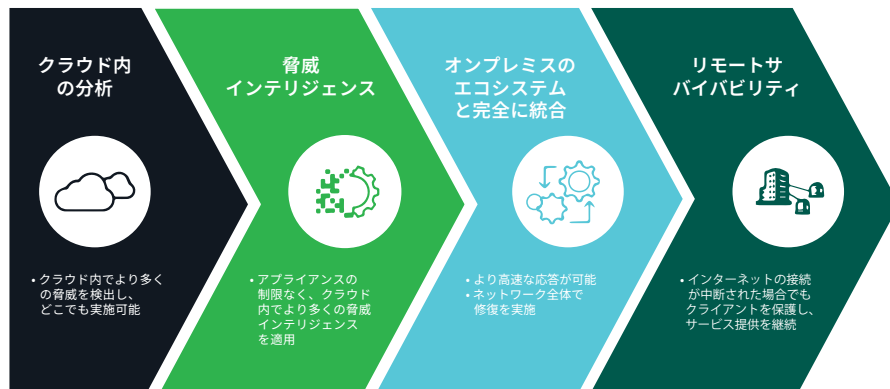 クラウド内
の分析
• クラウド内でより多く
の脅威を検出し、
どこでも実施可能
脅威
インテリジェンス
• アプライアンスの
制限なく、クラウド
内でより多くの脅威
インテリジェンス
を適用
オンプレミスの
エコシステム
と完全に統合
• より高速な応答が可能
• ネットワーク全体で
修復を実施
リモートサ
バイバビリティ
• インターネットの接続
が中断された場合でも
クライアントを保護し、
サービス提供を継続